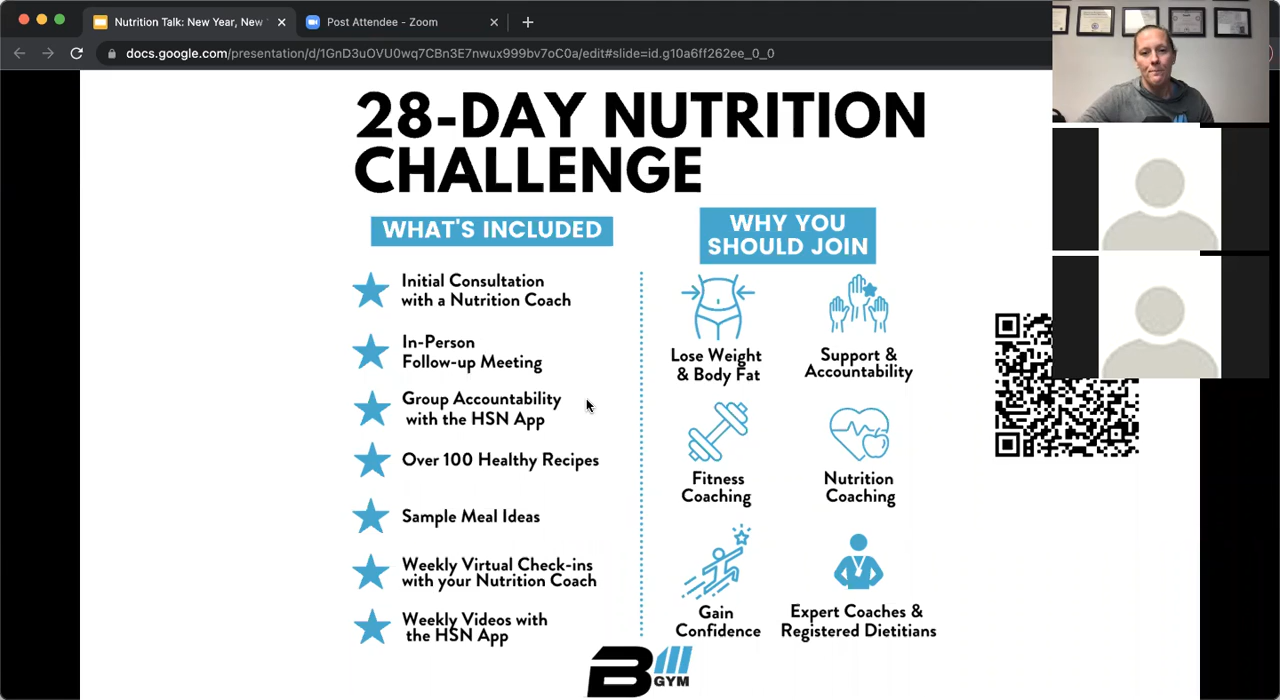 Nutrition Talk: New Year, New
Post Attendee - Zoom
docs.google.com/presentation/d/1GnD3uOVU0wq7CBn3E7nwux999bv7oC0a/edit#slide=id.g10a6ff262ee_0_0
28-DAY NUTRITION
CHALLENGE
WHAT'S INCLUDED
Initial Consultation
with a Nutrition Coach
In-Person
Follow-up Meeting
Group Accountability
with the HSN App
Over 100 Healthy Recipes
Sample Meal Ideas
Weekly Virtual Check-ins
with your Nutrition Coach
Weekly Videos with
the HSN App
WHY YOU
SHOULD JOIN
Lose Weight
& Body Fat
Support &
Accountability
Fitness
Coaching
Nutrition
Coaching
Gain
Confidence
Expert Coaches &
Registered Dietitians
B
GYM